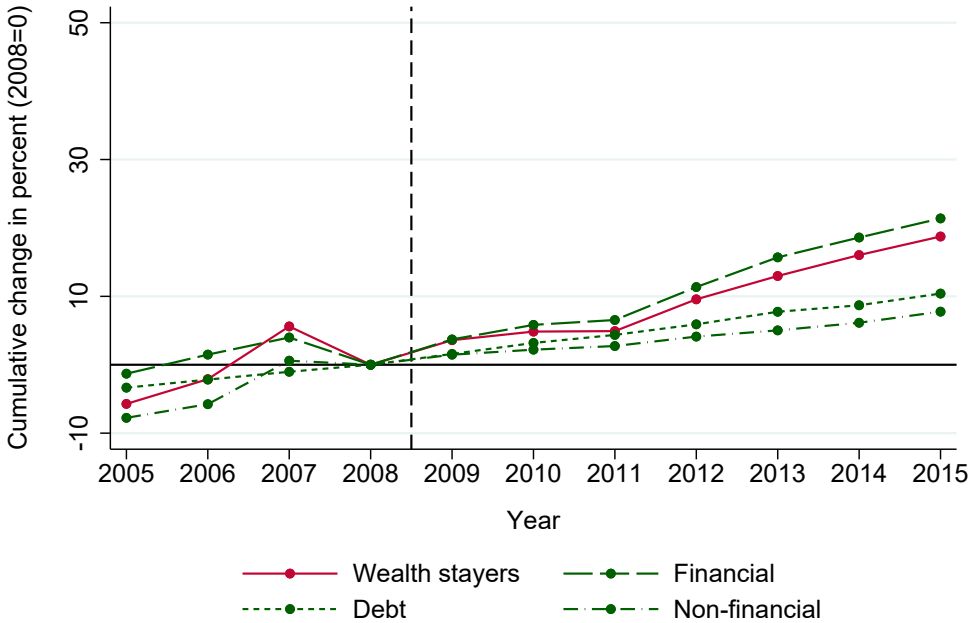 Cumulative change in percent (2008=0)
50
30
10
-10
2005 2006 2007 2008 2009 2010 2011 2012 2013 2014 2015
Year
Wealth stayers Financial
Debt Non-financial